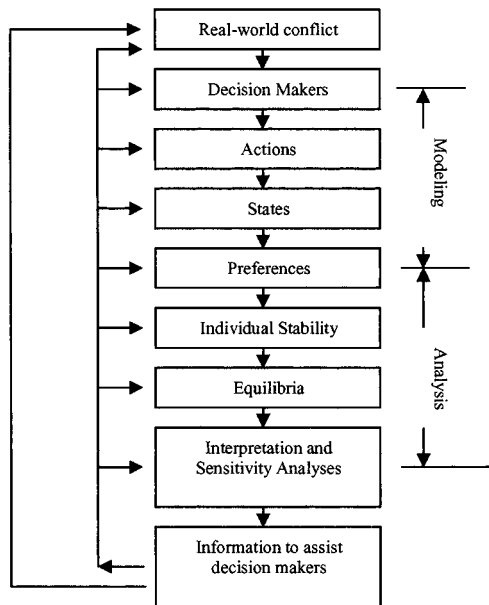 Real-world conflict
Decision Makers
Actions
States
Preferences
Individual Stability
Equilibria
Interpretation and
Sensitivity Analyses
Information to assist
decision makers
Modeling
Analysis